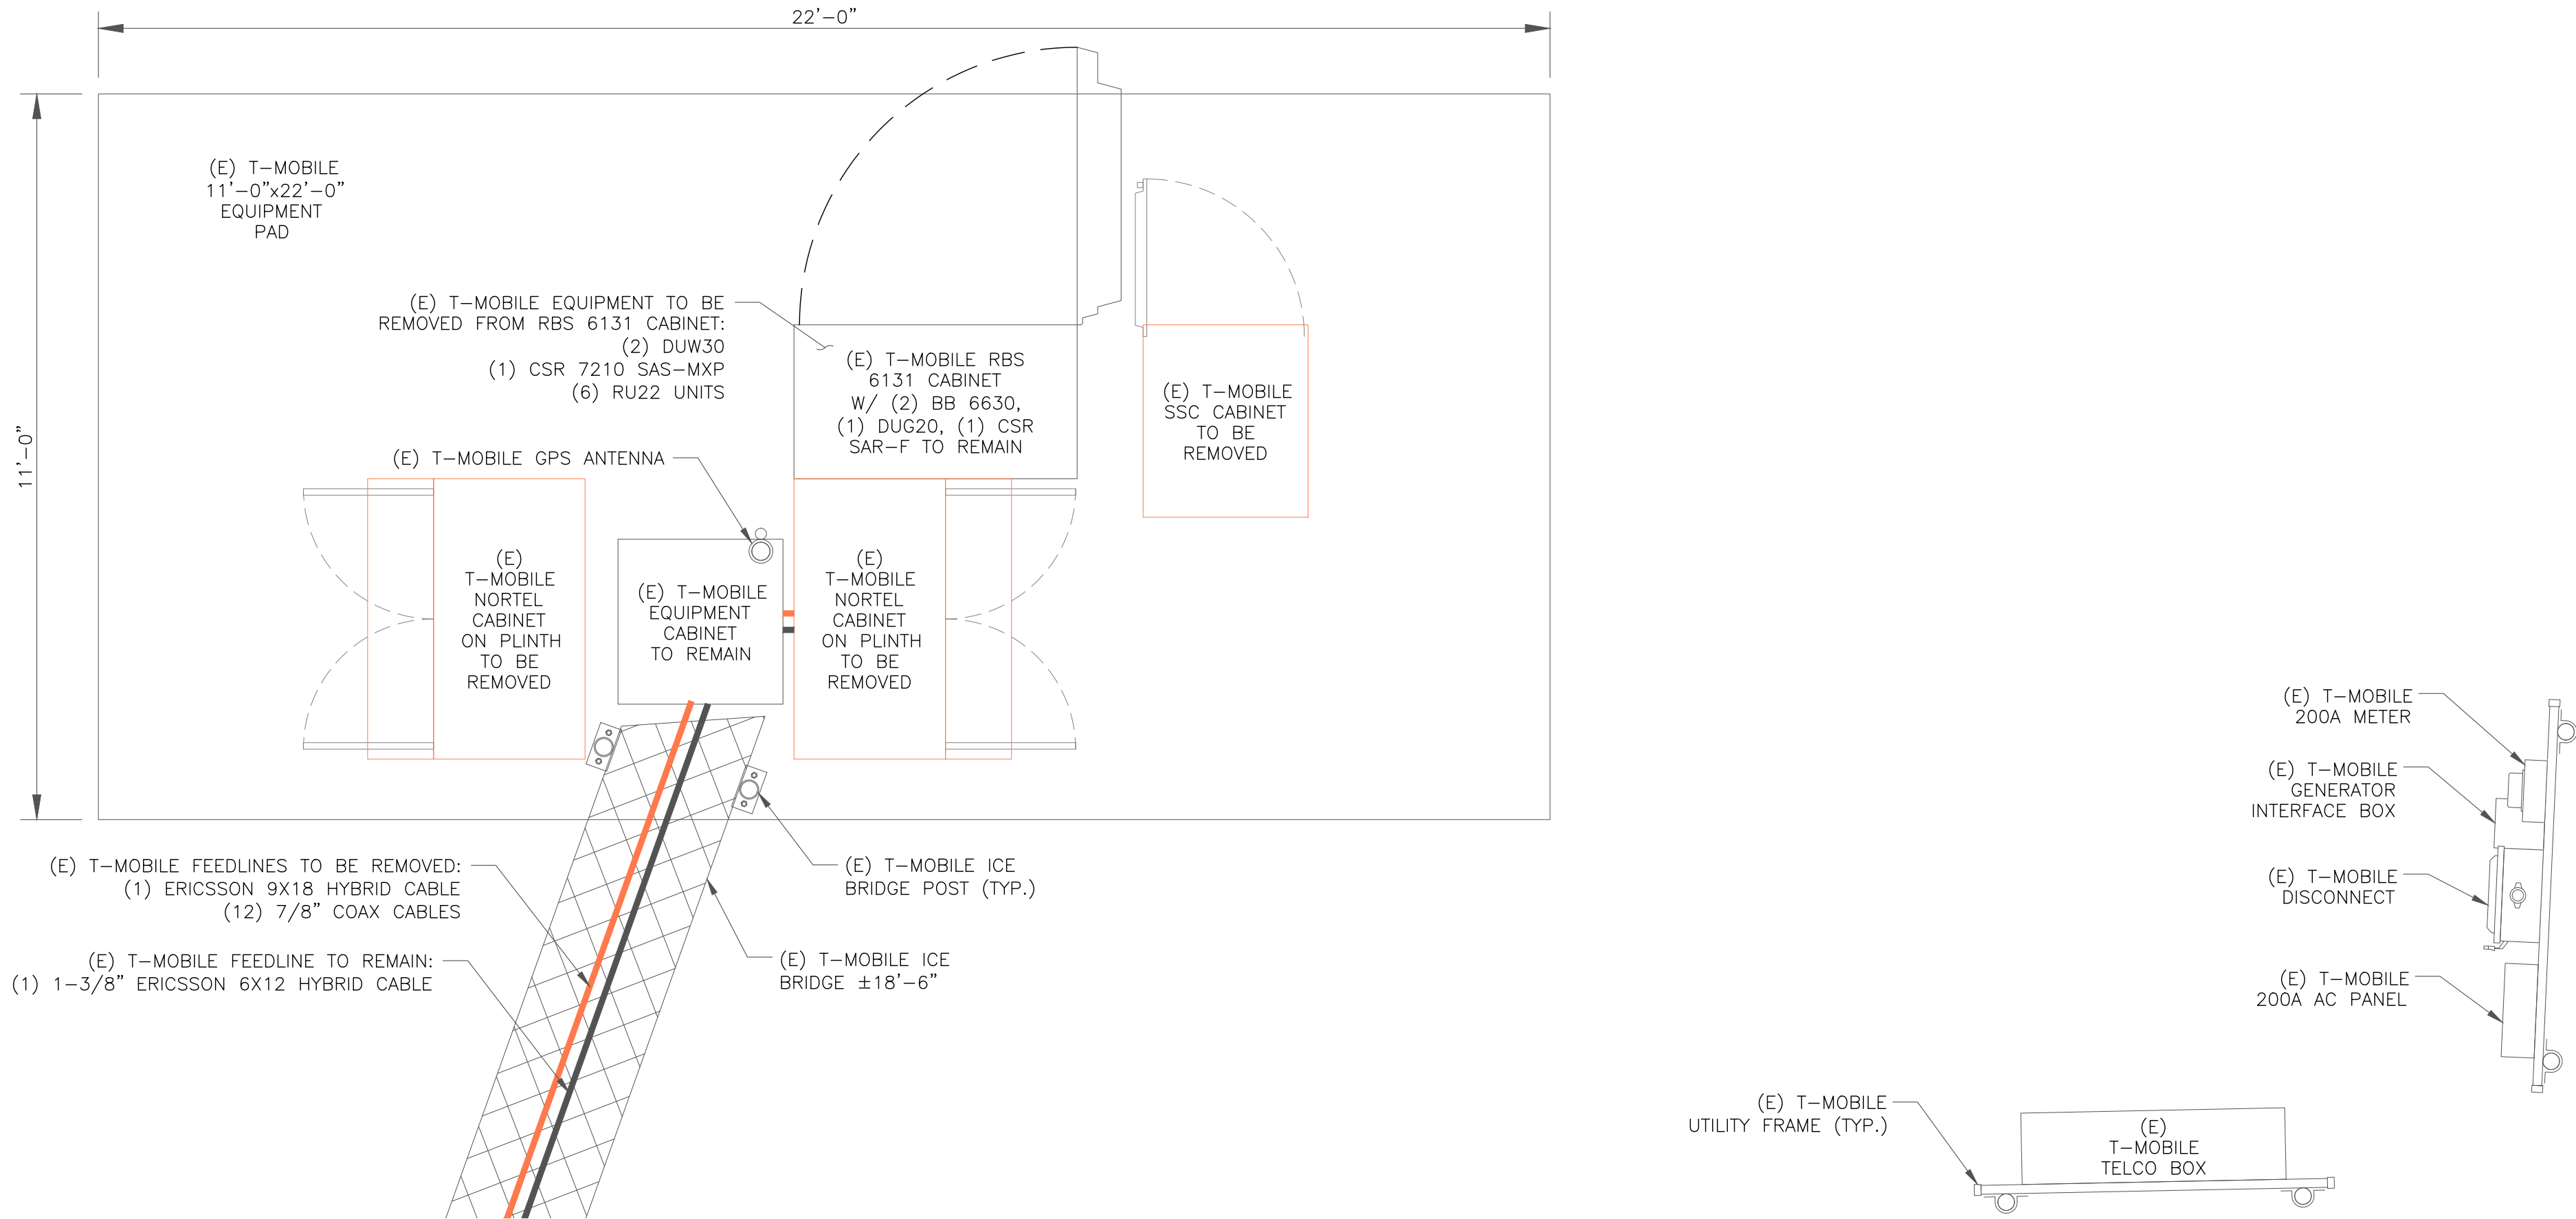 22'-0"
11'-0"
(E) T-MOBILE
11'-0"x22'-0"
EQUIPMENT
PAD
(E) T-MOBILE EQUIPMENT TO BE
REMOVED FROM RBS 6131 CABINET:
(2) DUW30
(1) CSR 7210 SAS-MXP
(6) RU22 UNITS
(E) T-MOBILE RBS
6131 CABINET
W/ (2) BB 6630,
(1) DUG20, (1) CSR
SAR-F TO REMAIN
(E) T-MOBILE
SSC CABINET
TO BE
REMOVED
(E) T-MOBILE GPS ANTENNA
(E)
T-MOBILE
NORTEL
CABINET
ON PLINTH
TO BE
REMOVED
(E) T-MOBILE
EQUIPMENT
CABINET
TO REMAIN
(E)
T-MOBILE
NORTEL
CABINET
ON PLINTH
TO BE
REMOVED
(E) T-MOBILE FEEDLINES TO BE REMOVED:
(1) ERICSSON 9X18 HYBRID CABLE
(12) 7/8" COAX CABLES
(E) T-MOBILE FEEDLINE TO REMAIN:
(1) 1-3/8" ERICSSON 6X12 HYBRID CABLE
(E) T-MOBILE ICE
BRIDGE POST (TYP.)
(E) T-MOBILE ICE
BRIDGE ±18'-6"
(E) T-MOBILE
200A METER
(E) T-MOBILE
GENERATOR
INTERFACE BOX
(E) T-MOBILE
DISCONNECT
(E) T-MOBILE
200A AC PANEL
(E) T-MOBILE
UTILITY FRAME (TYP.)
(E)
T-MOBILE
TELCO BOX